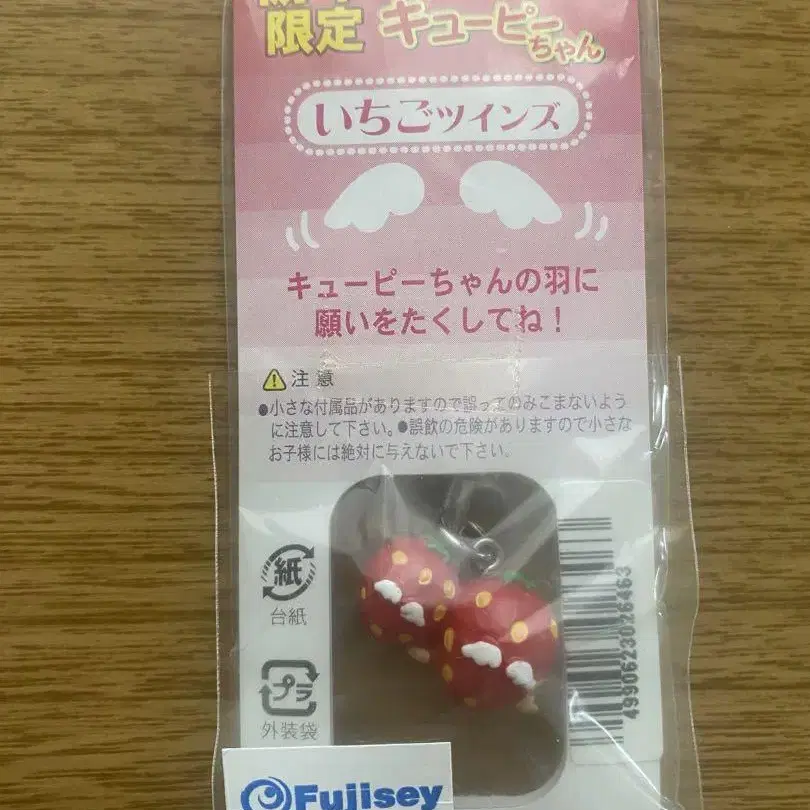 限定
キューピーちゃん
いちごツインズ
キューピーちゃんの羽に
願いをたくしてね！
注意
●小さな付属品がありますので誤ってのみこまないよう
に注意して下さい。●誤飲の危険がありますので小さな
お子様には絶対に与えないで下さい。
紙
台紙
プラ
外装袋
4990623026463
Fujisey